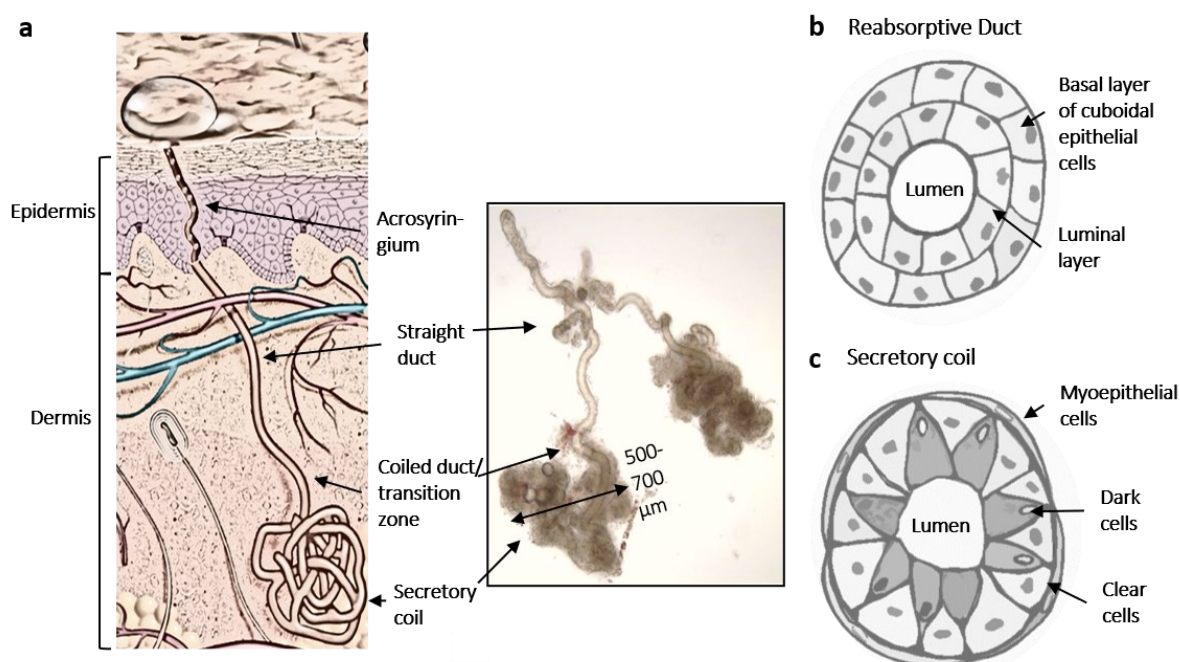 a
Epidermis
Dermis
Acrosyrin-
gium
Straight
duct
Coiled duct/
transition
zone
Secretory
coil
500-
700
µm
b Reabsorptive Duct
Basal layer
of cuboidal
epithelial
cells
Lumen
Luminal
layer
c Secretory coil
Myoepithelial
cells
Dark
cells
Lumen
Clear
cells